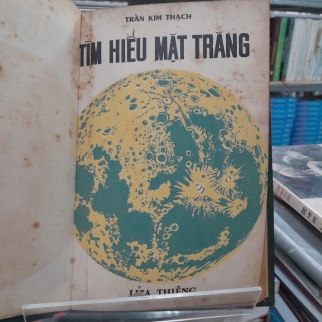 TRẦN KIM THẠCH
TÌM HIỂU MẶT TRĂNG
LỬA THIÊNG